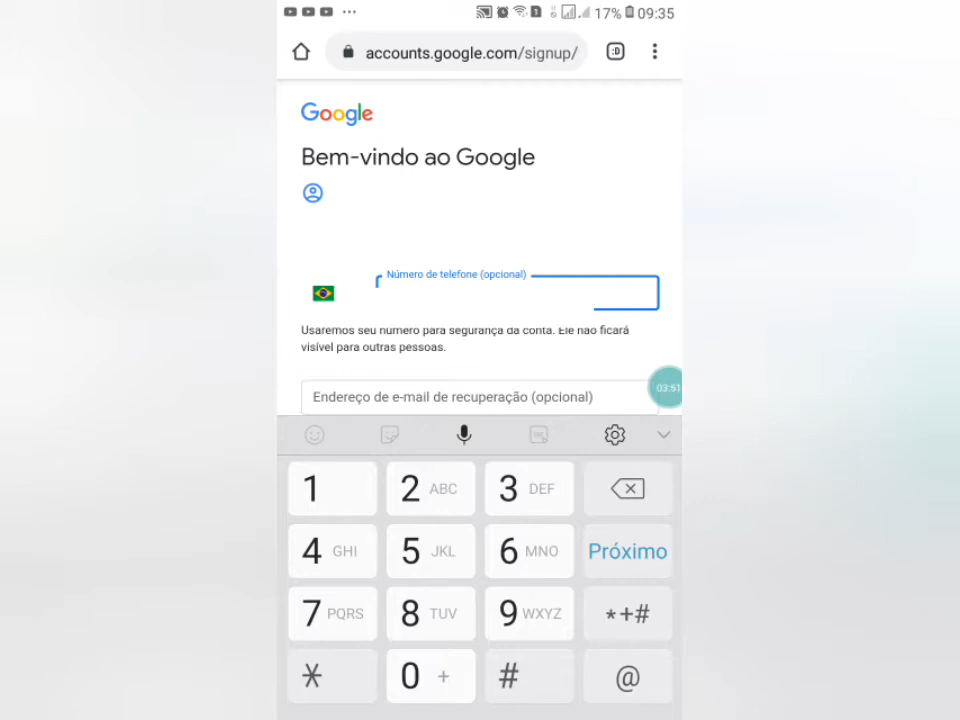 17% 09:35
accounts.google.com/signup/
:D
Google
Bem-vindo ao Google
Número de telefone (opcional)
Usaremos seu numero para segurança da conta. Ele nao ficará
visível para outras pessoas.
Endereço de e-mail de recuperação (opcional)
03:51
1 2 ABC 3 DEF
4 GHI 5 JKL 6 MNO Próximo
7 PQRS 8 TUV 9 WXYZ *+#
* 0 + # @